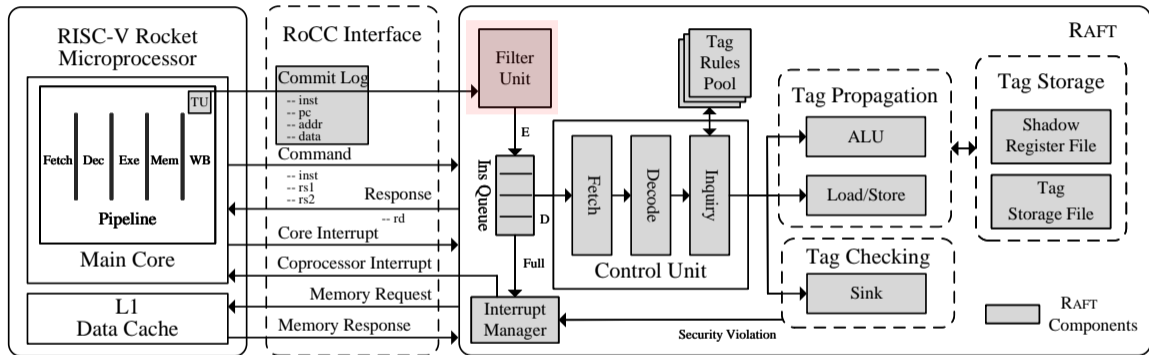 RISC-V Rocket
Microprocessor
TU
Fetch
Dec
Exe
Mem
WB
Pipeline
Main Core
L1
Data Cache
RoCC Interface
Commit Log
-- inst
-- pc
-- addr
-- data
Command
-- inst
-- rs1
-- rs2
Response
-- rd
Core Interrupt
Coprocessor Interrupt
Memory Request
Memory Response
RAFT
Filter
Unit
E
Ins Queue
D
Full
Interrupt
Manager
Tag
Rules
Pool
Fetch
Decode
Inquiry
Control Unit
Tag Propagation
ALU
Load/Store
Tag Checking
Sink
Security Violation
Tag Storage
Shadow
Register File
Tag
Storage File
RAFT
Components